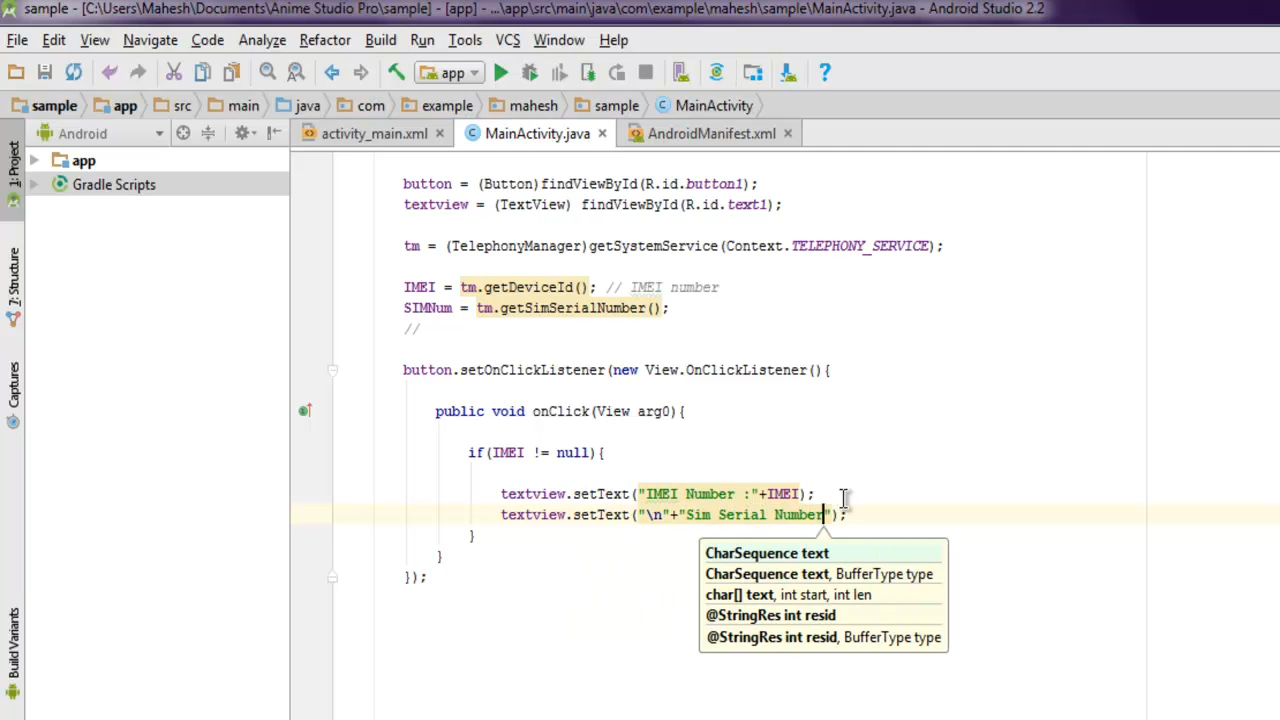 sample - [C:\Users\Mahesh\Documents\Anime Studio Pro\sample] - [app] - ...\app\src\main\java\com\example\mahesh\sample\MainActivity.java - Android Studio 2.2
File Edit View Navigate Code Analyze Refactor Build Run Tools VCS Window Help
app
sample app src main java com example mahesh sample MainActivity
Android activity_main.xml MainActivity.java AndroidManifest.xml
1: Project
7: Structure
Captures
Build Variants
app
Gradle Scripts
button = (Button)findViewById(R.id.button1);
textview = (TextView) findViewById(R.id.text1);
tm = (TelephonyManager)getSystemService(Context.TELEPHONY_SERVICE);
IMEI = tm.getDeviceId(); // IMEI number
SIMNum = tm.getSimSerialNumber();
//
button.setOnClickListener(new View.OnClickListener(){
public void onClick(View arg0){
if(IMEI != null){
textview.setText("IMEI Number :"+IMEI);
textview.setText("\n"+"Sim Serial Number");
}
}
});
CharSequence text
CharSequence text, BufferType type
char[] text, int start, int len
@StringRes int resid
@StringRes int resid, BufferType type